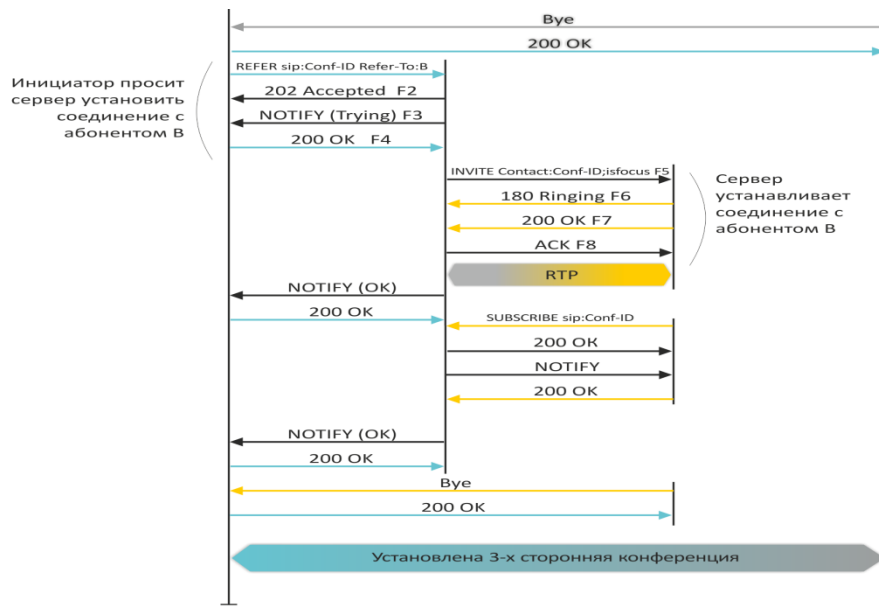 Bye
200 OK
REFER sip:Conf-ID Refer-To:B
Инициатор просит
сервер установить
соединение с
абонентом B
202 Accepted F2
NOTIFY (Trying) F3
200 OK F4
INVITE Contact:Conf-ID;isfocus F5
180 Ringing F6
200 OK F7
ACK F8
Сервер
устанавливает
соединение с
абонентом B
RTP
NOTIFY (OK)
200 OK
SUBSCRIBE sip:Conf-ID
200 OK
NOTIFY
200 OK
NOTIFY (OK)
200 OK
Bye
200 OK
Установлена 3-х сторонняя конференция